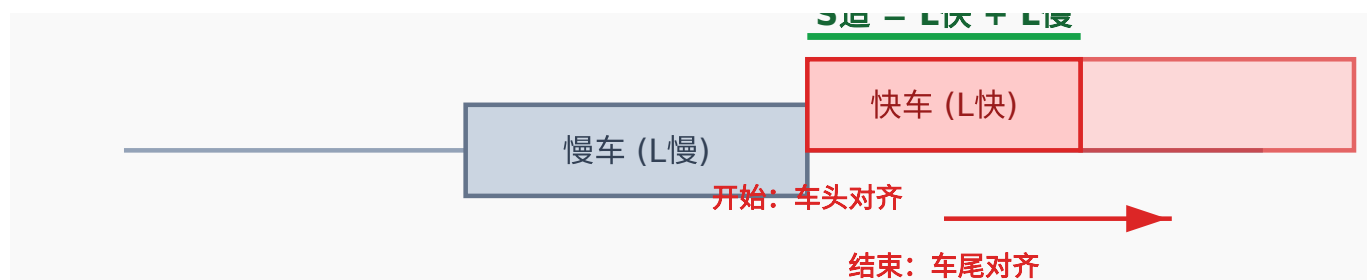 S追 = L快 + L慢
快车 (L快)
慢车 (L慢)
开始：车头对齐
结束：车尾对齐